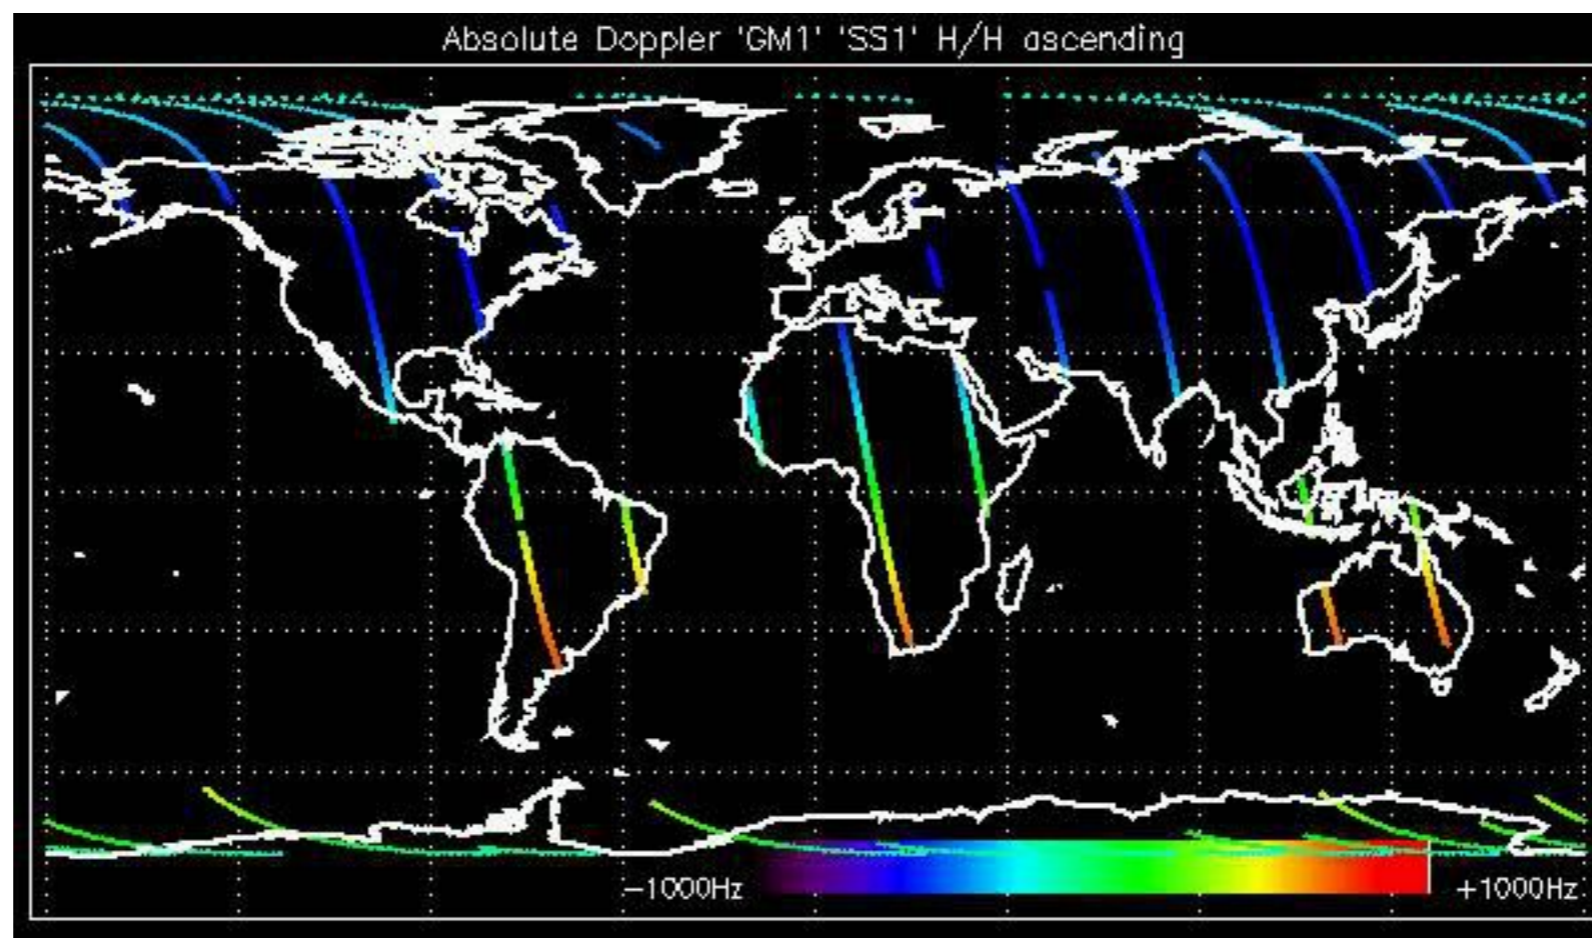 Absolute Doppler 'GM1' 'SS1' H/H ascending
−1000Hz
+1000Hz